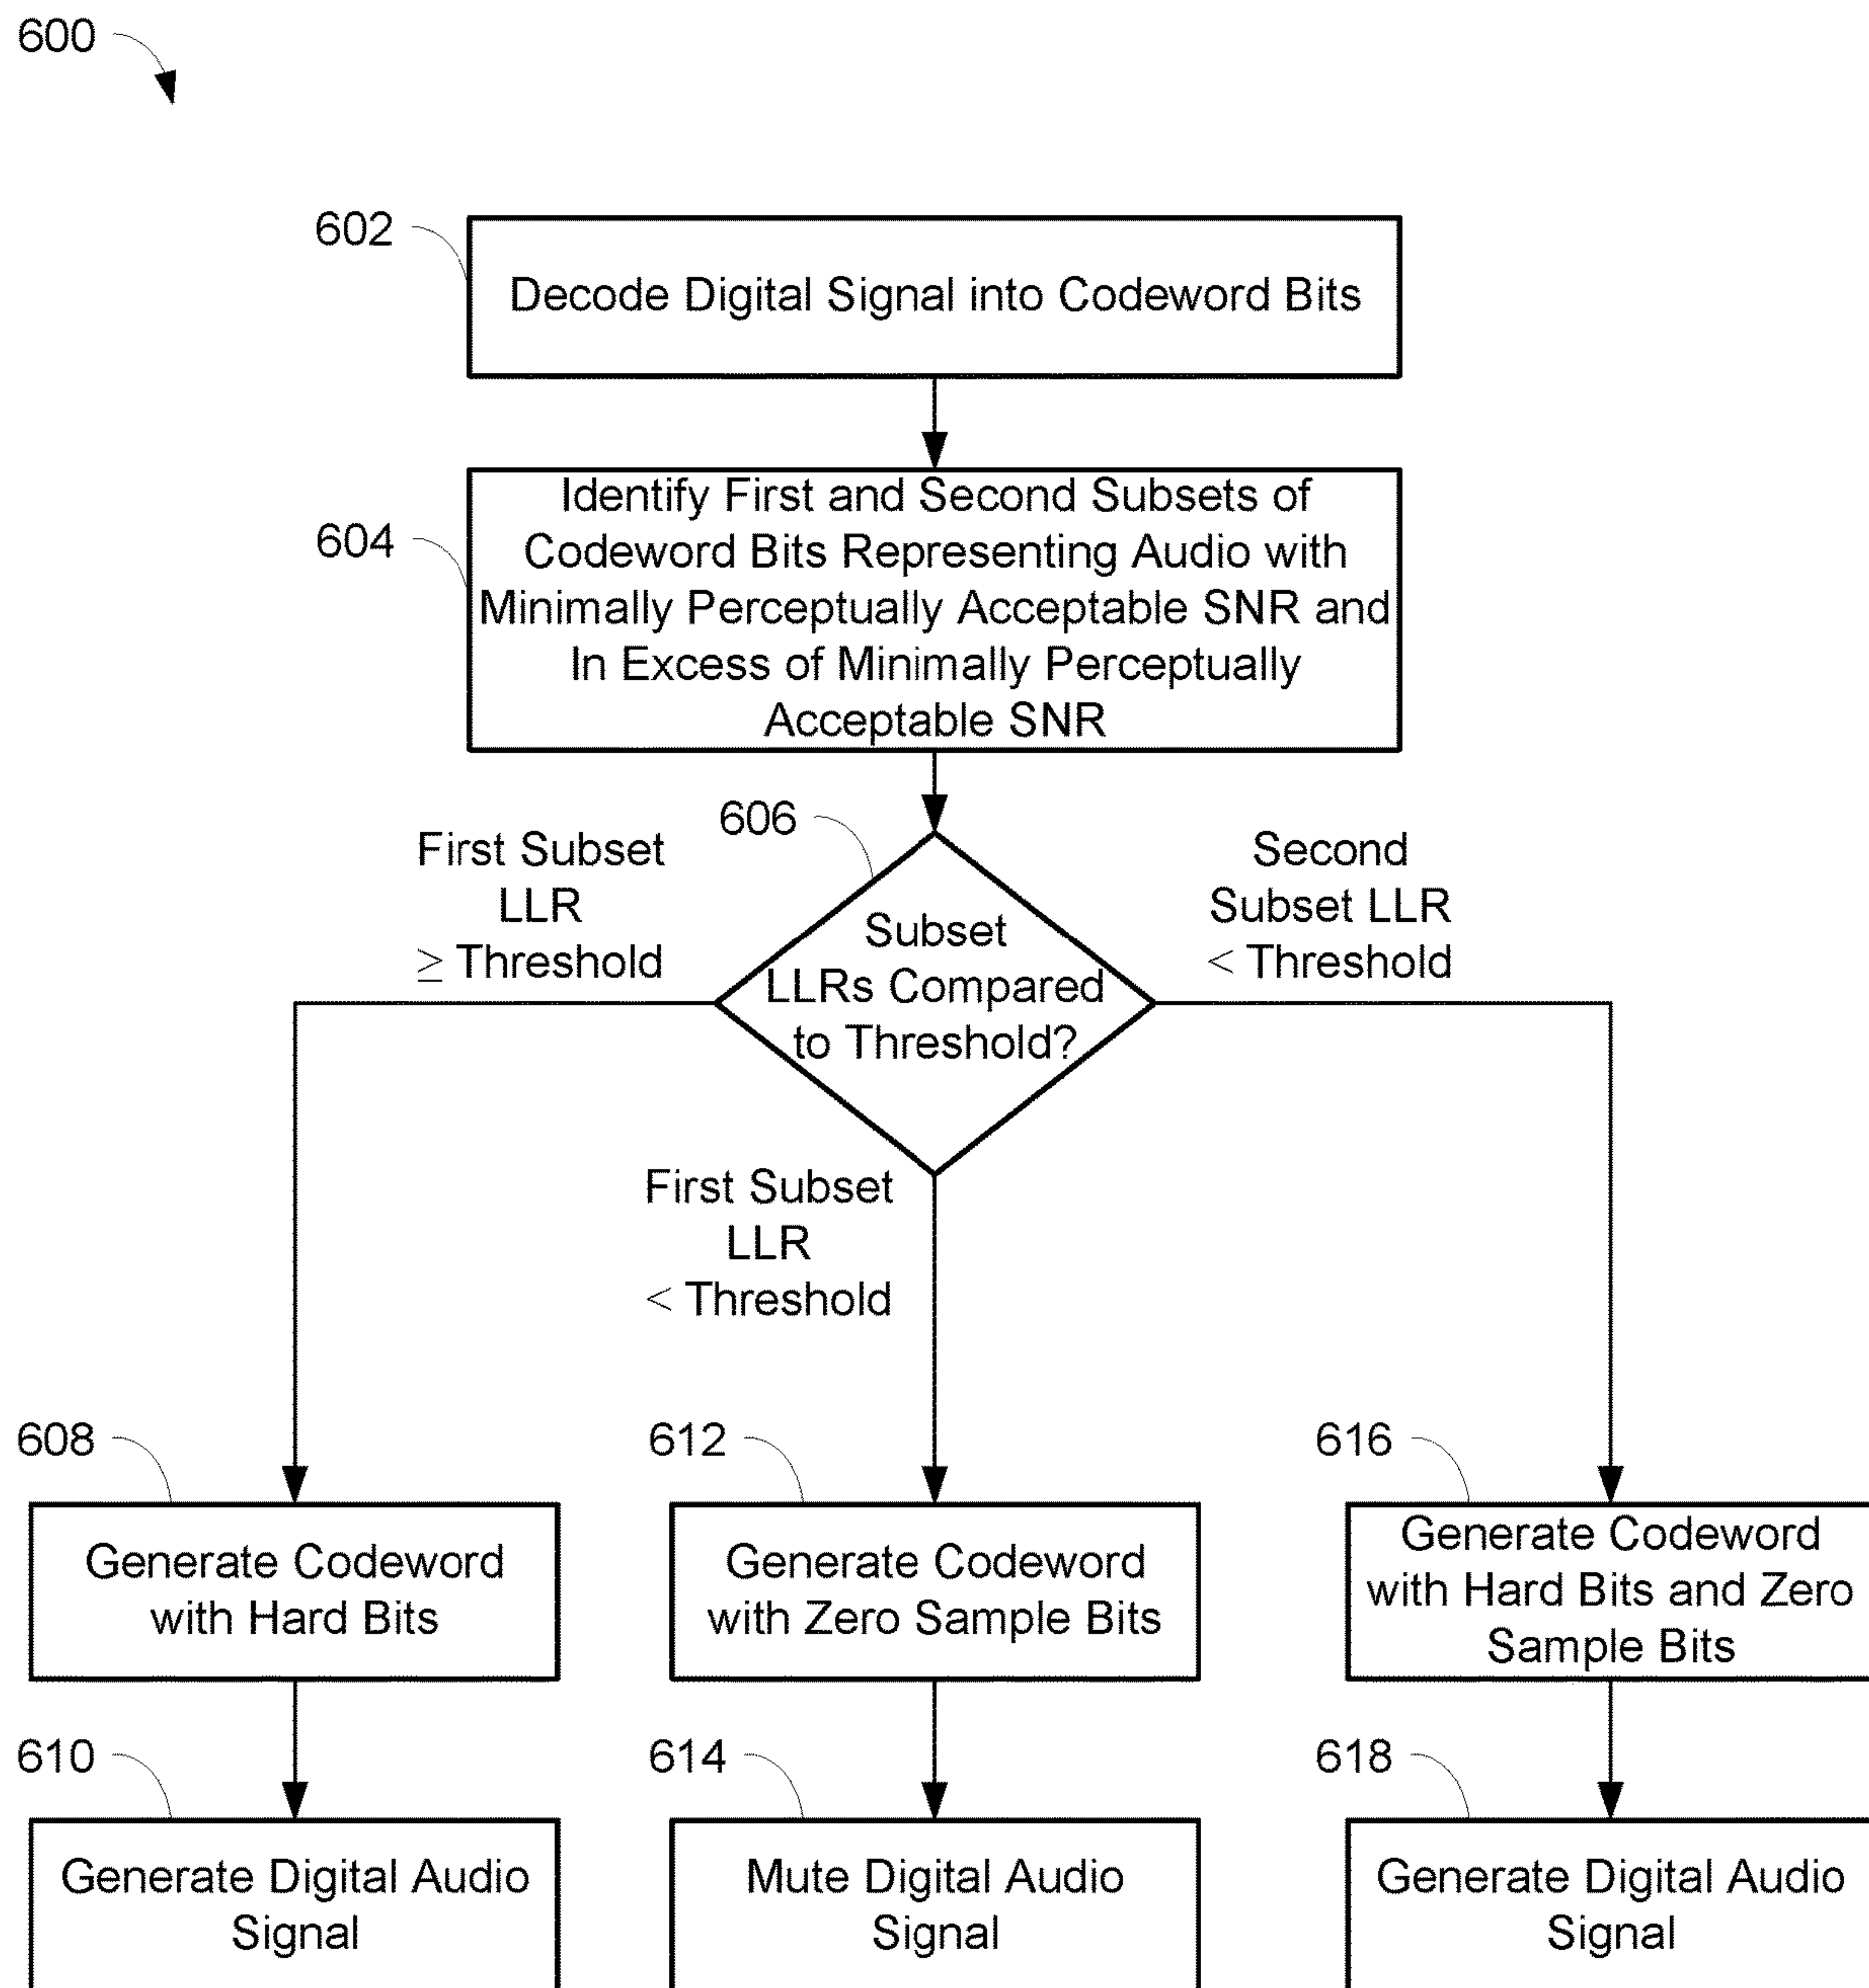 600
602
Decode Digital Signal into Codeword Bits
604
Identify First and Second Subsets of
Codeword Bits Representing Audio with
Minimally Perceptually Acceptable SNR and
In Excess of Minimally Perceptually
Acceptable SNR
606
First Subset
LLR
≥ Threshold
Subset
LLRs Compared
to Threshold?
Second
Subset LLR
< Threshold
First Subset
LLR
< Threshold
608
Generate Codeword
with Hard Bits
612
Generate Codeword
with Zero Sample Bits
616
Generate Codeword
with Hard Bits and Zero
Sample Bits
610
Generate Digital Audio
Signal
614
Mute Digital Audio
Signal
618
Generate Digital Audio
Signal